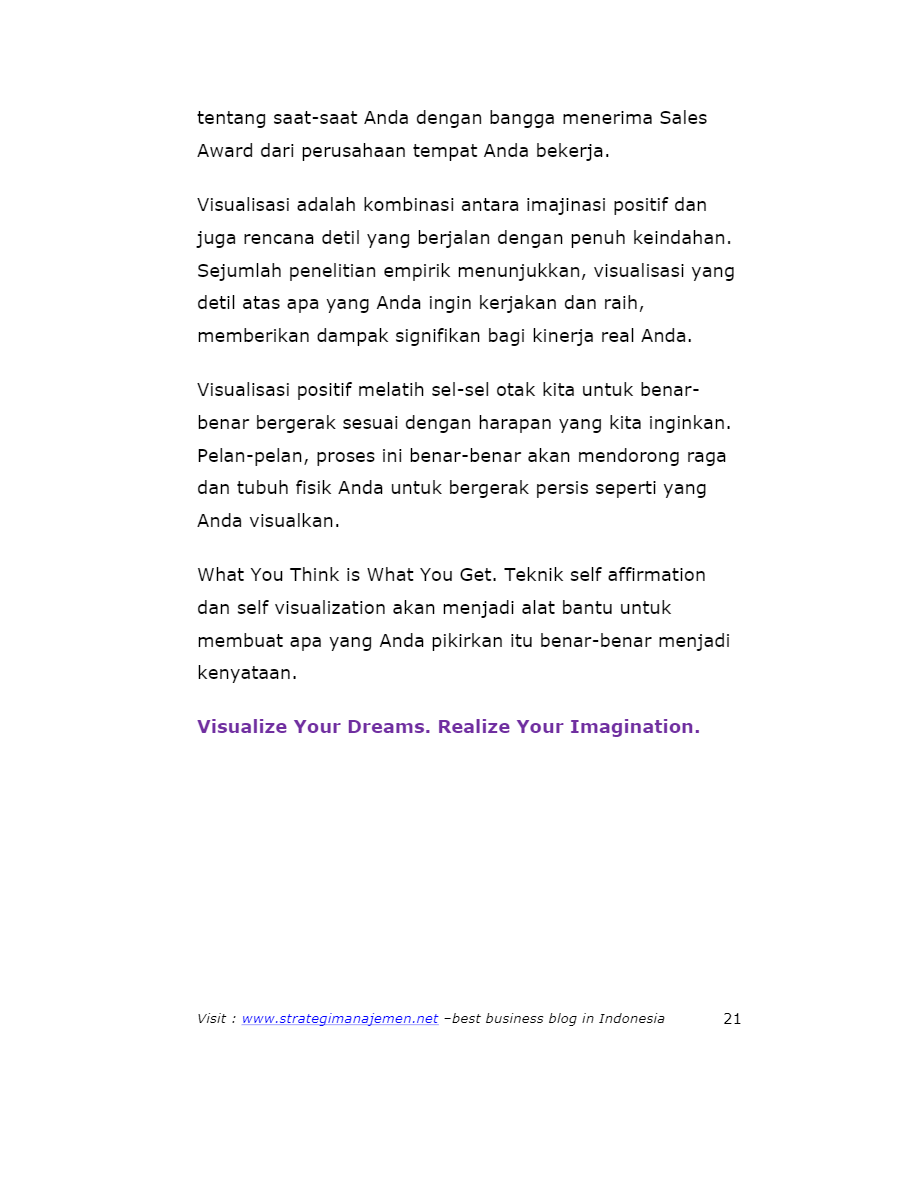 tentang saat-saat Anda dengan bangga menerima Sales
Award dari perusahaan tempat Anda bekerja.
Visualisasi adalah kombinasi antara imajinasi positif dan
juga rencana detil yang berjalan dengan penuh keindahan.
Sejumlah penelitian empirik menunjukkan, visualisasi yang
detil atas apa yang Anda ingin kerjakan dan raih,
memberikan dampak signifikan bagi kinerja real Anda.
Visualisasi positif melatih sel-sel otak kita untuk benar-
benar bergerak sesuai dengan harapan yang kita inginkan.
Pelan-pelan, proses ini benar-benar akan mendorong raga
dan tubuh fisik Anda untuk bergerak persis seperti yang
Anda visualkan.
What You Think is What You Get. Teknik self affirmation
dan self visualization akan menjadi alat bantu untuk
membuat apa yang Anda pikirkan itu benar-benar menjadi
kenyataan.
Visualize Your Dreams. Realize Your Imagination.
Visit : www.strategimanajemen.net –best business blog in Indonesia 21